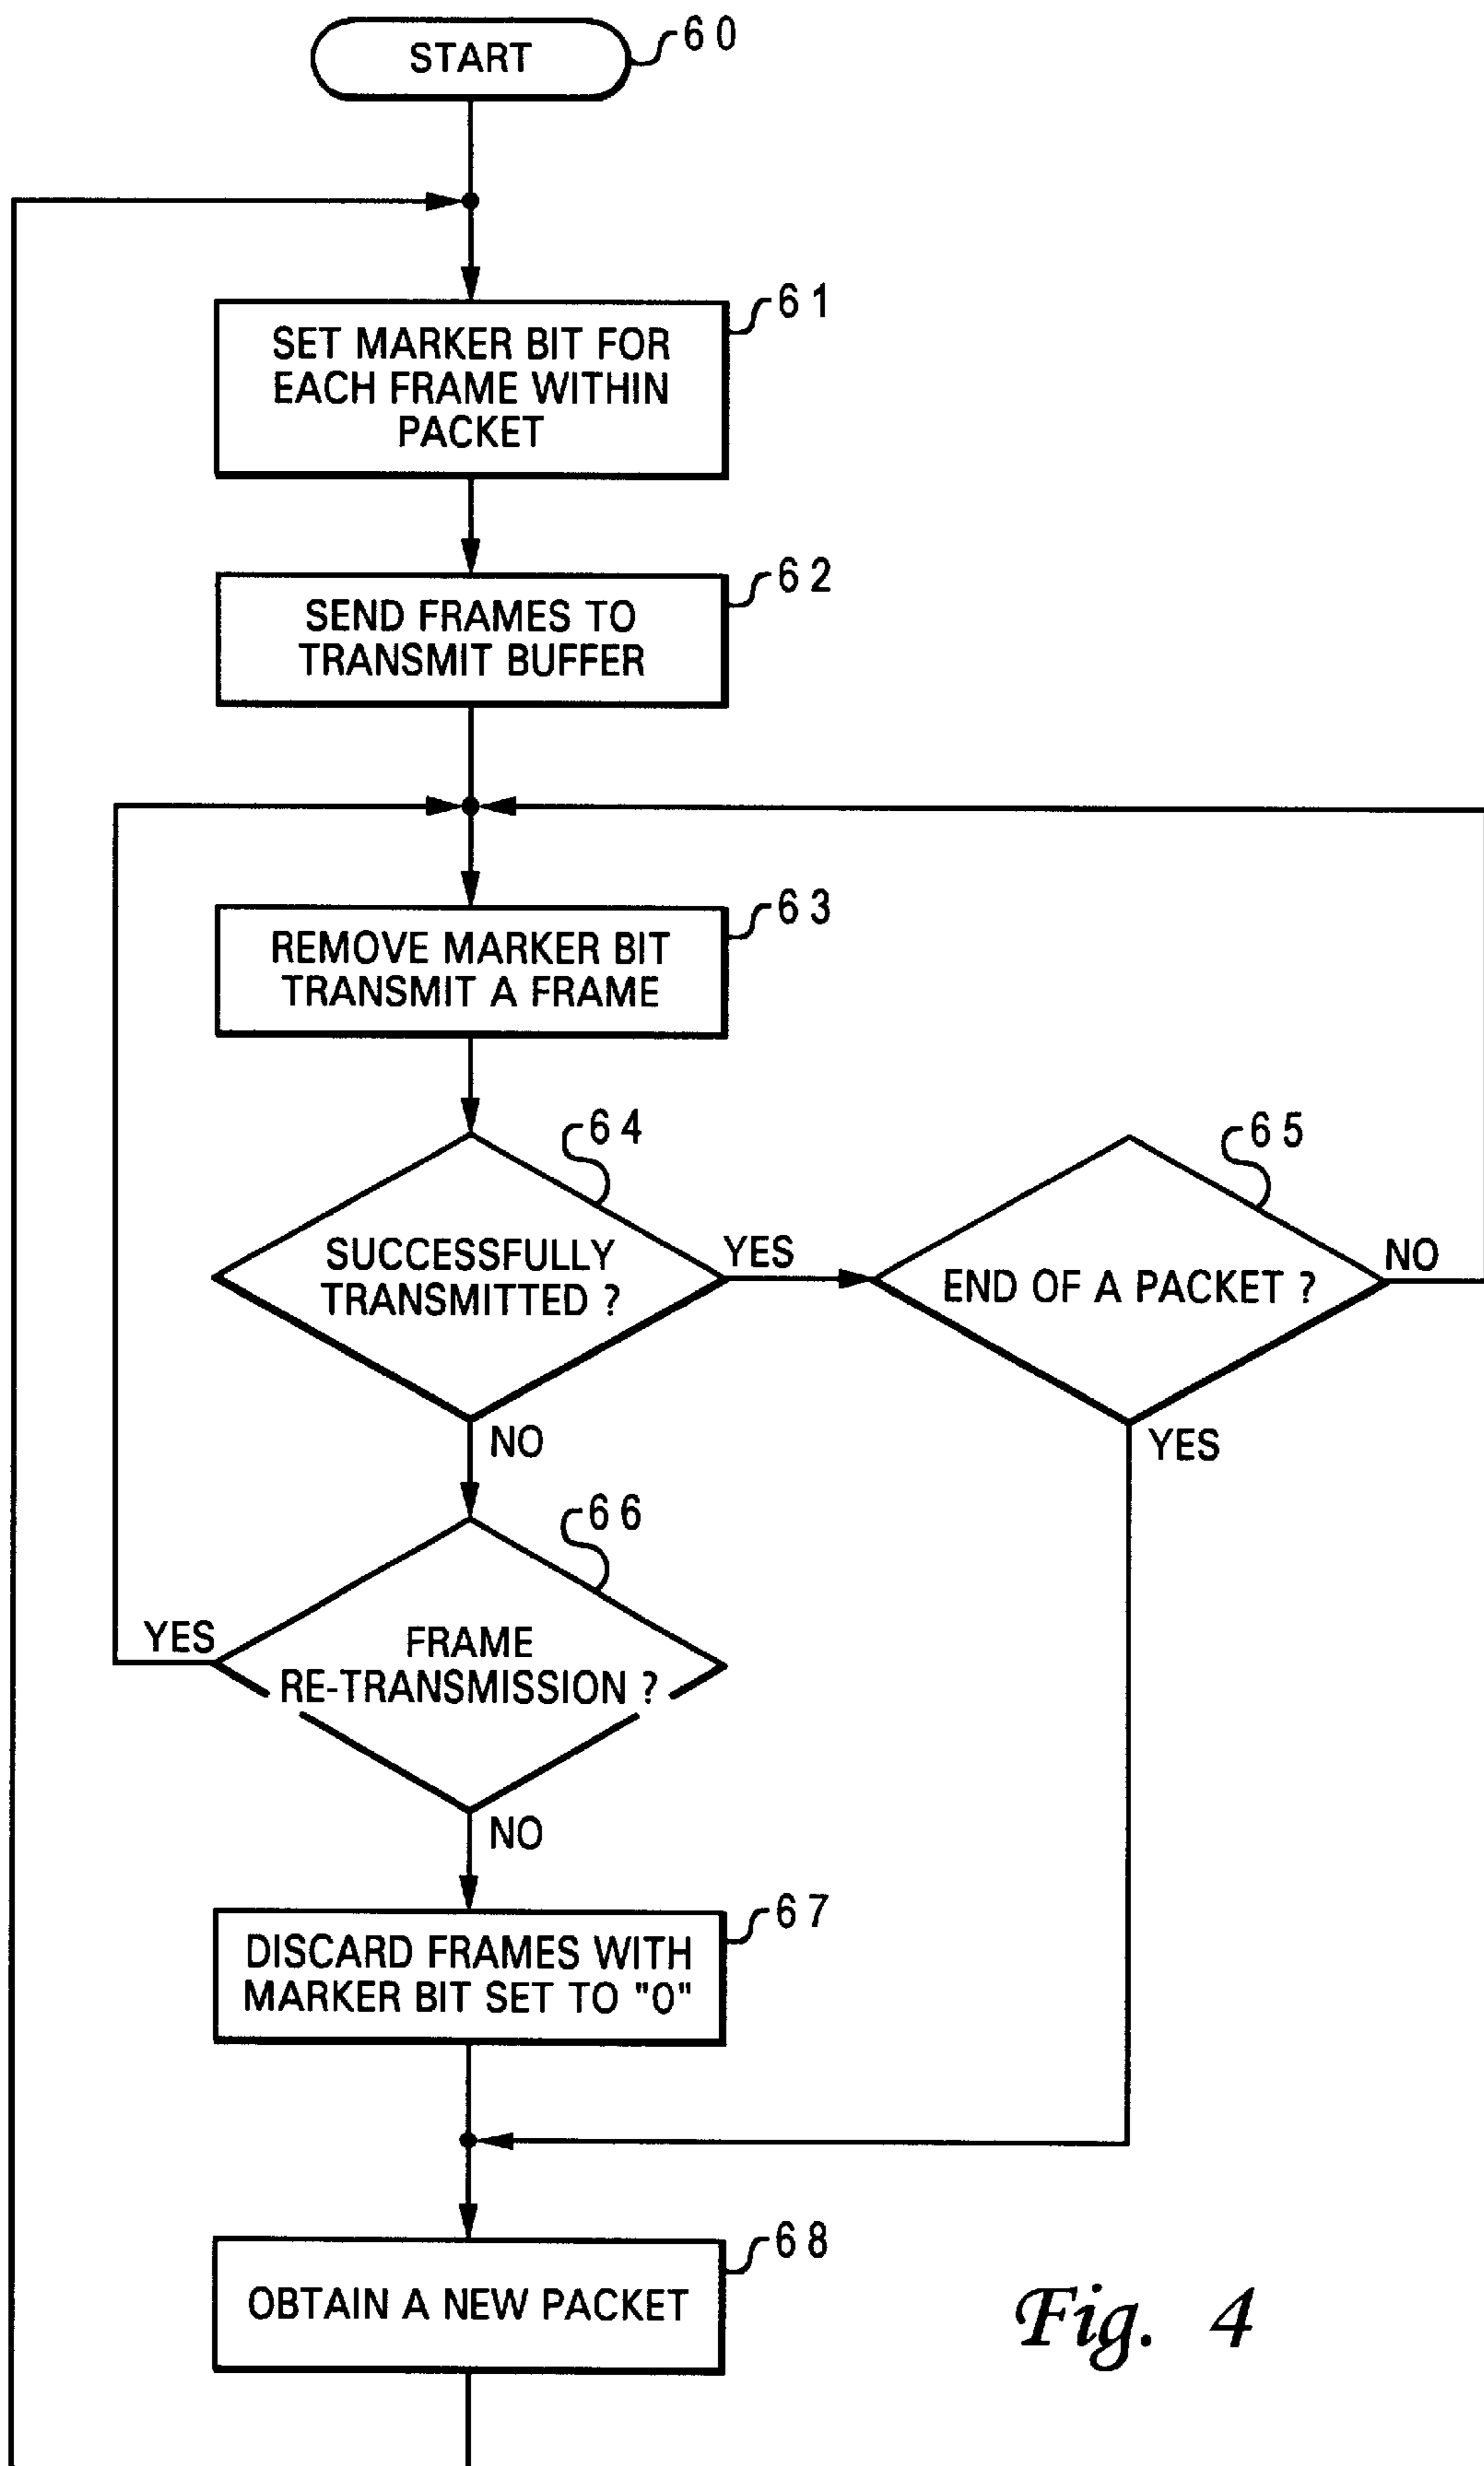 START
60
61
SET MARKER BIT FOR
EACH FRAME WITHIN
PACKET
62
SEND FRAMES TO
TRANSMIT BUFFER
63
REMOVE MARKER BIT
TRANSMIT A FRAME
64
SUCCESSFULLY
TRANSMITTED ?
YES
NO
65
END OF A PACKET ?
NO
YES
66
FRAME
RE-TRANSMISSION ?
YES
NO
67
DISCARD FRAMES WITH
MARKER BIT SET TO "0"
68
OBTAIN A NEW PACKET
Fig. 4